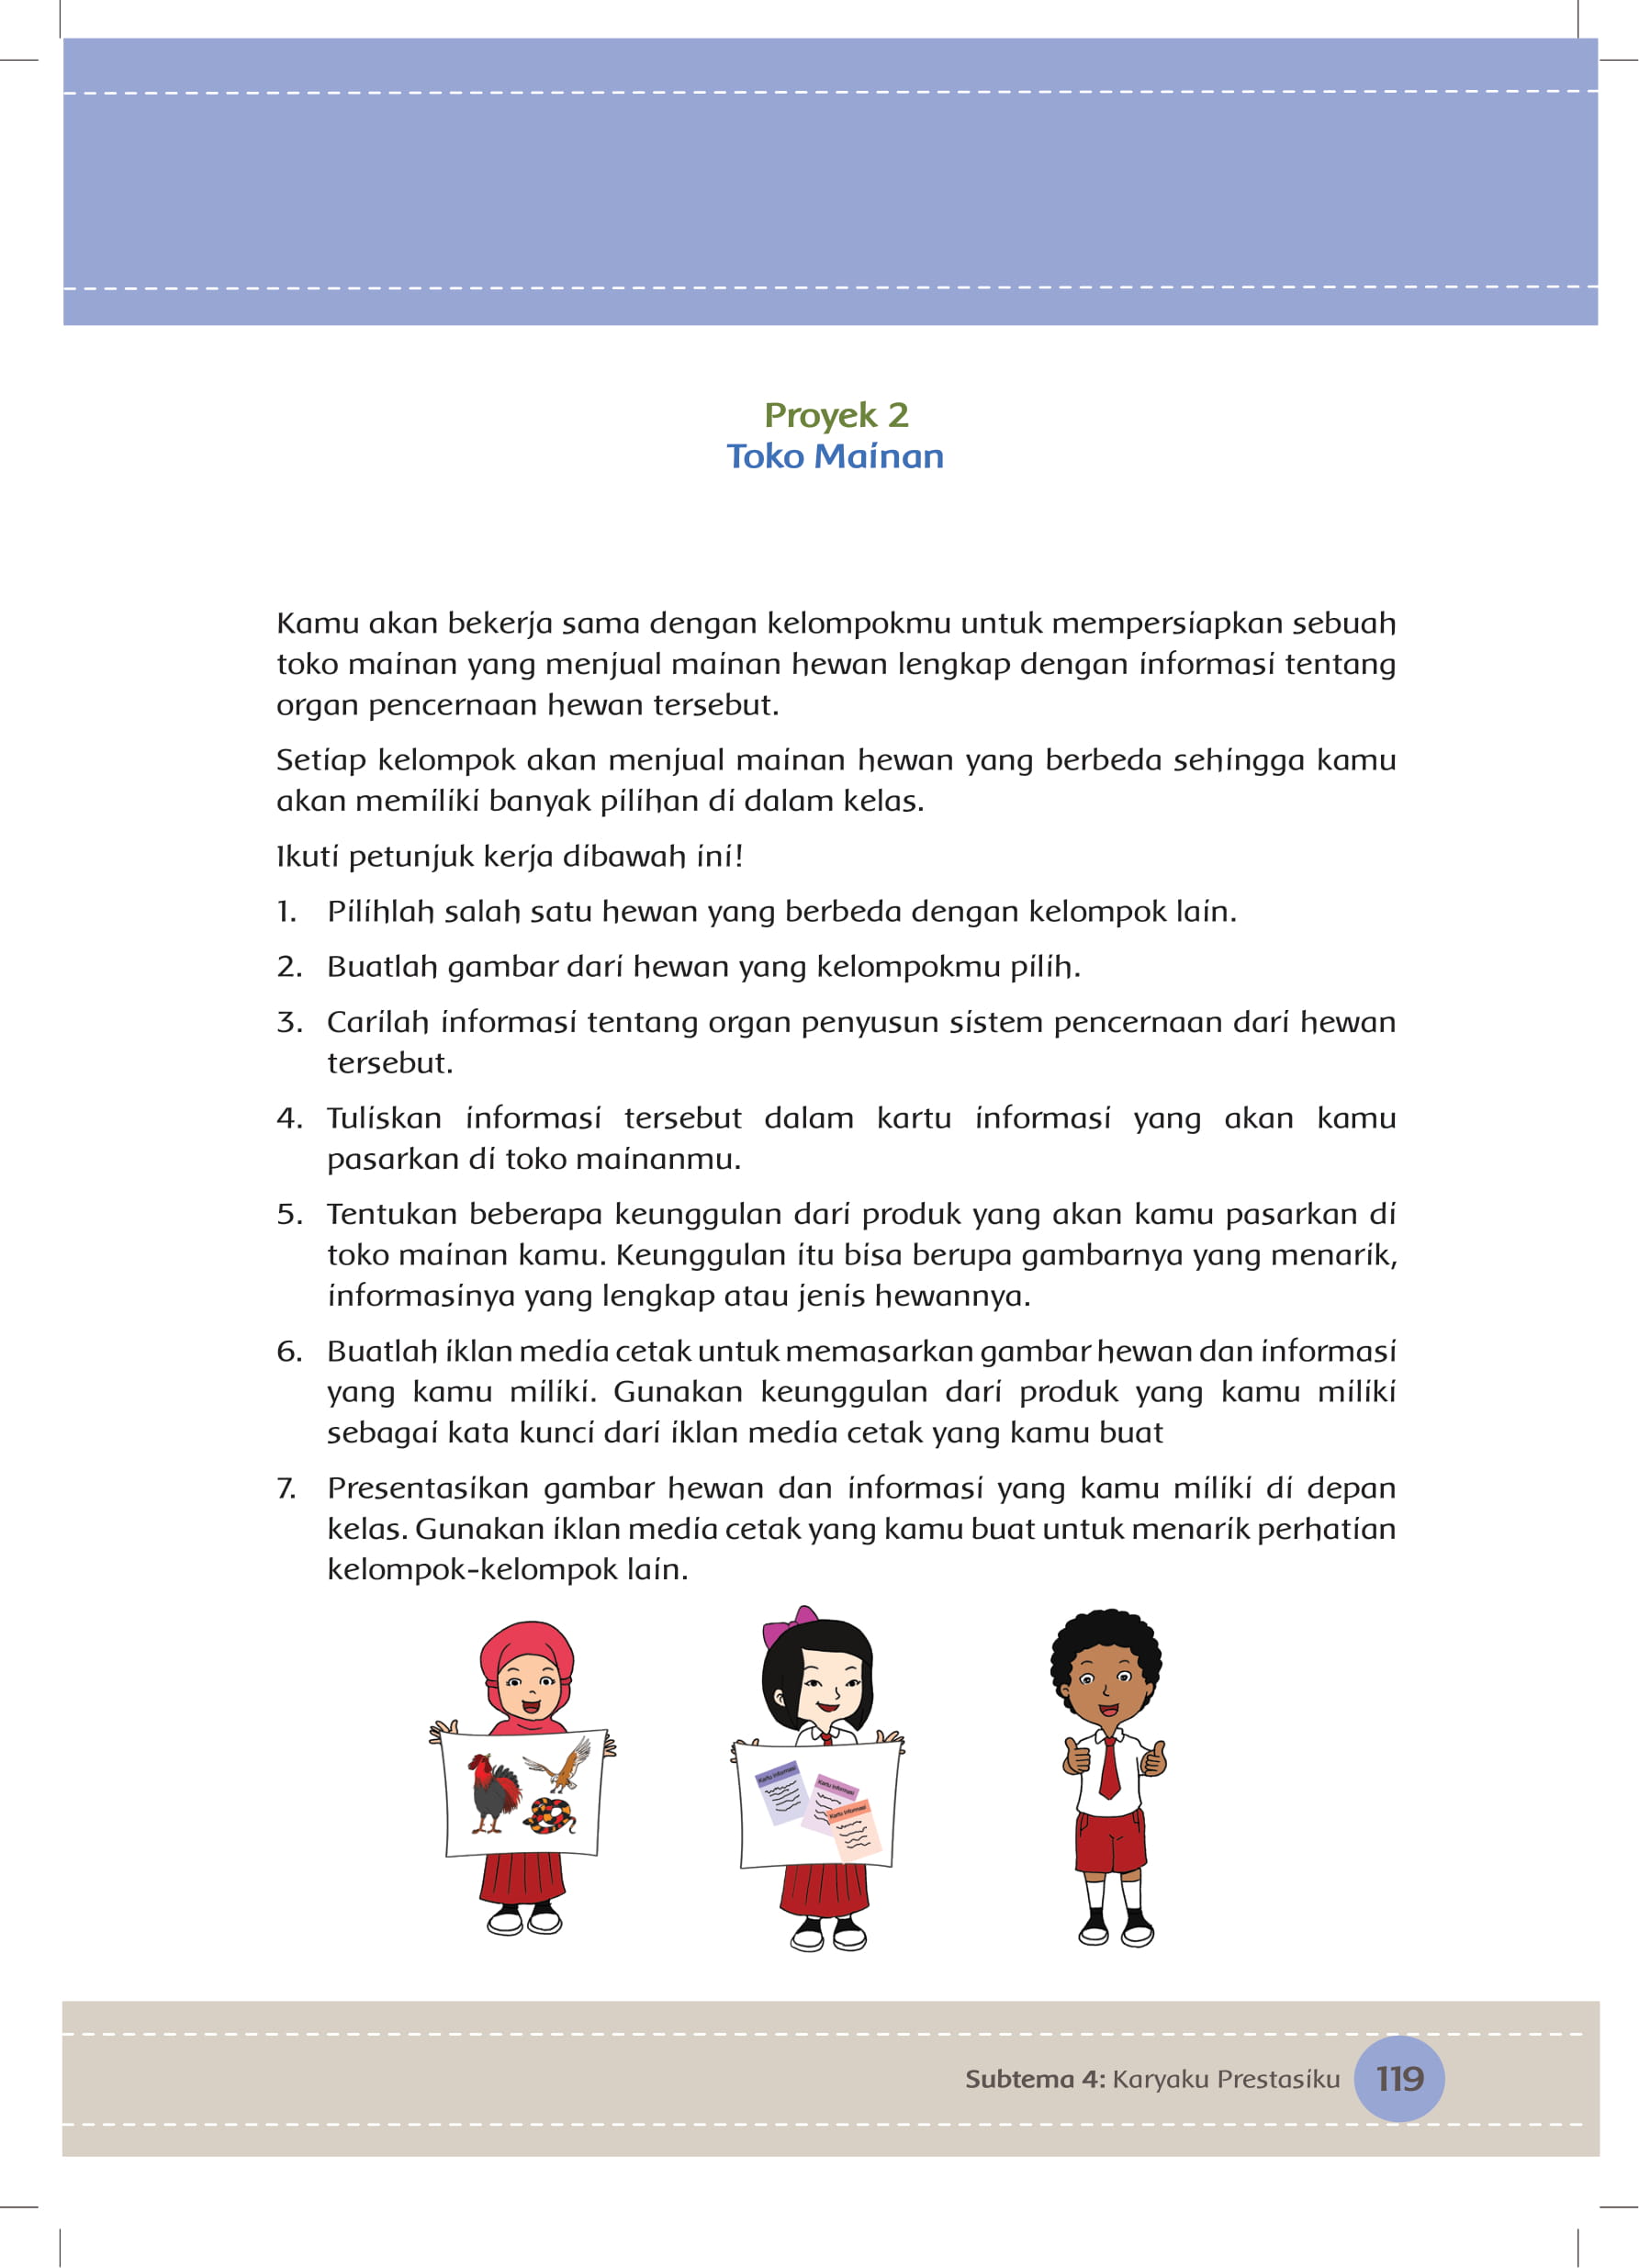 Proyek 2
Toko Mainan
Kamu akan bekerja sama dengan kelompokmu untuk mempersiapkan sebuah
toko mainan yang menjual mainan hewan lengkap dengan informasi tentang
organ pencernaan hewan tersebut.
Setiap kelompok akan menjual mainan hewan yang berbeda sehingga kamu
akan memiliki banyak pilihan di dalam kelas.
Ikuti petunjuk kerja dibawah ini!
1. Pilihlah salah satu hewan yang berbeda dengan kelompok lain.
2. Buatlah gambar dari hewan yang kelompokmu pilih.
3. Carilah informasi tentang organ penyusun sistem pencernaan dari hewan
tersebut.
4. Tuliskan informasi tersebut dalam kartu informasi yang akan kamu
pasarkan di toko mainanmu.
5. Tentukan beberapa keunggulan dari produk yang akan kamu pasarkan di
toko mainan kamu. Keunggulan itu bisa berupa gambarnya yang menarik,
informasinya yang lengkap atau jenis hewannya.
6. Buatlah iklan media cetak untuk memasarkan gambar hewan dan informasi
yang kamu miliki. Gunakan keunggulan dari produk yang kamu miliki
sebagai kata kunci dari iklan media cetak yang kamu buat
7. Presentasikan gambar hewan dan informasi yang kamu miliki di depan
kelas. Gunakan iklan media cetak yang kamu buat untuk menarik perhatian
kelompok-kelompok lain.
Kartu Informasi
Kartu Informasi
Kartu Informasi
Subtema 4: Karyaku Prestasiku 119